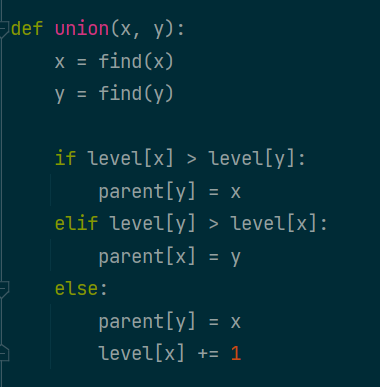 def union(x, y):
    x = find(x)
    y = find(y)

    if level[x] > level[y]:
        parent[y] = x
    elif level[y] > level[x]:
        parent[x] = y
    else:
        parent[y] = x
        level[x] += 1